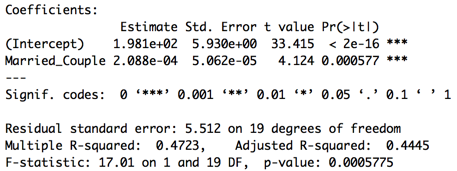 Coefficients:
Estimate Std. Error t value Pr(>|t|)
(Intercept) 1.981e+02 5.930e+00 33.415 < 2e-16 ***
Married_Couple 2.088e-04 5.062e-05 4.124 0.000577 ***
---
Signif. codes: 0 ‘***’ 0.001 ‘**’ 0.01 ‘*’ 0.05 ‘.’ 0.1 ‘ ’ 1
Residual standard error: 5.512 on 19 degrees of freedom
Multiple R-squared: 0.4723, Adjusted R-squared: 0.4445
F-statistic: 17.01 on 1 and 19 DF, p-value: 0.0005775